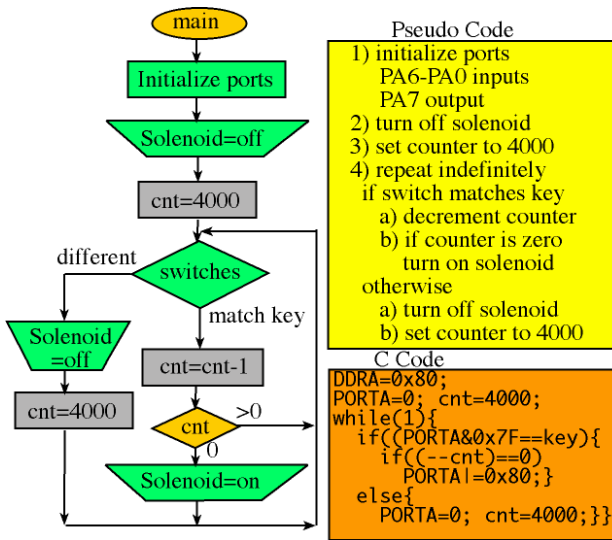 main
Initialize ports
Solenoid=off
cnt=4000
different
switches
match key
Solenoid
=off
cnt=cnt-1
cnt=4000
cnt
>0
0
Solenoid=on
Pseudo Code
1) initialize ports
PA6-PA0 inputs
PA7 output
2) turn off solenoid
3) set counter to 4000
4) repeat indefinitely
if switch matches key
a) decrement counter
b) if counter is zero
turn on solenoid
otherwise
a) turn off solenoid
b) set counter to 4000
C Code
DDRA=0x80;
PORTA=0; cnt=4000;
while(1){
if((PORTA&0x7F==key){
if((--cnt)==0)
PORTA|=0x80;}
else{
PORTA=0; cnt=4000;}}